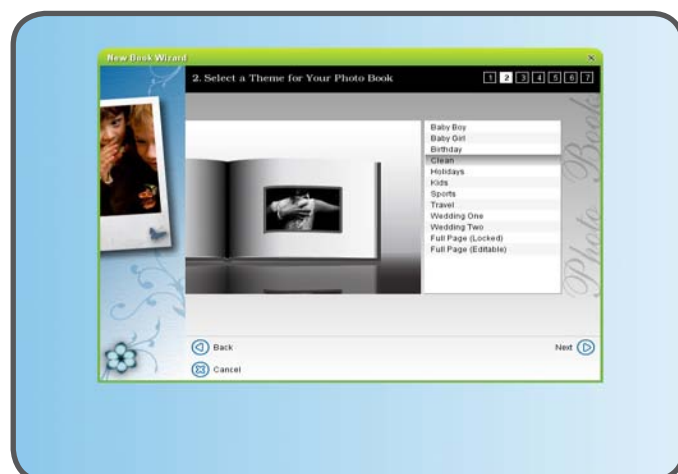 New Book Wizard
2. Select a Theme for Your Photo Book
1 2 3 4 5 6 7
Baby Boy
Baby Girl
Birthday
Clean
Holidays
Kids
Sports
Travel
Wedding One
Wedding Two
Full Page (Locked)
Full Page (Editable)
Photo Books
Back
Next
Cancel